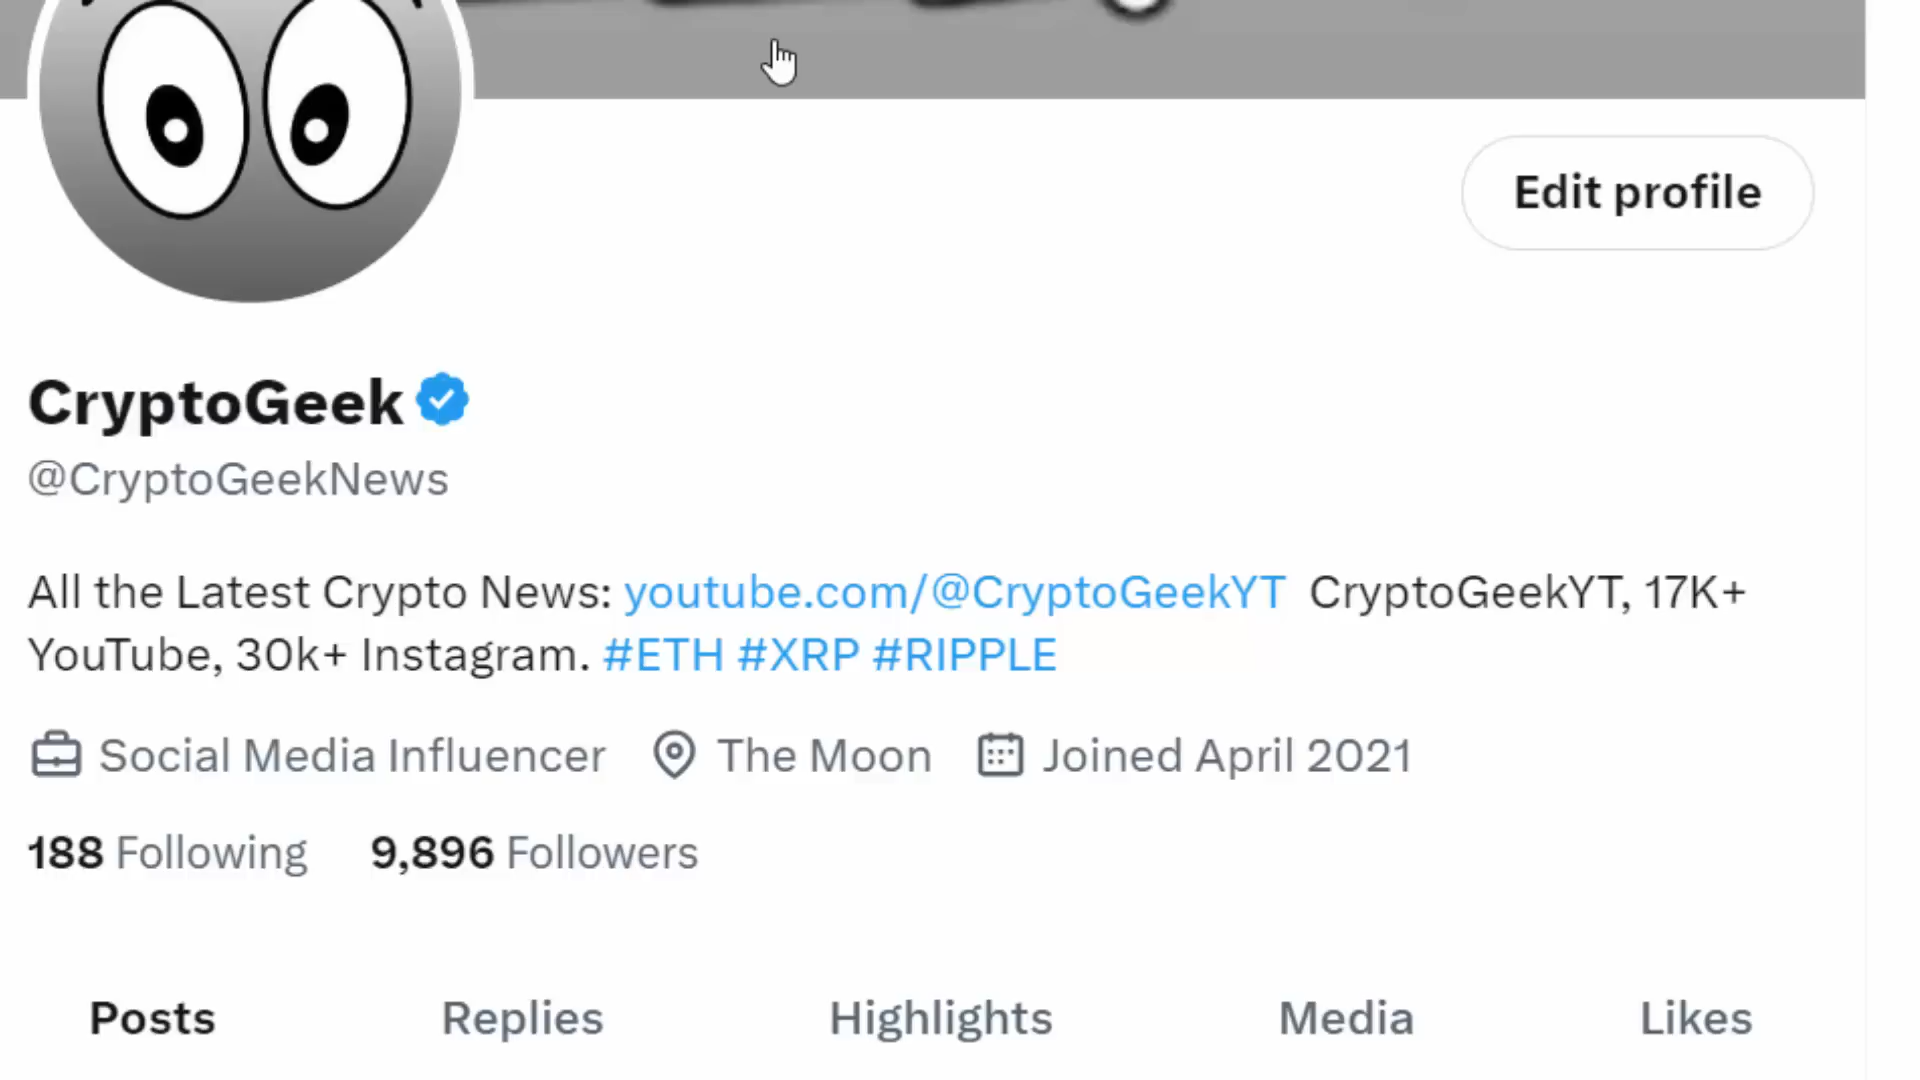 Edit profile
CryptoGeek
@CryptoGeekNews
All the Latest Crypto News: youtube.com/@CryptoGeekYT CryptoGeekYT, 17K+
YouTube, 30k+ Instagram. #ETH #XRP #RIPPLE
Social Media Influencer The Moon Joined April 2021
188 Following 9,896 Followers
Posts Replies Highlights Media Likes